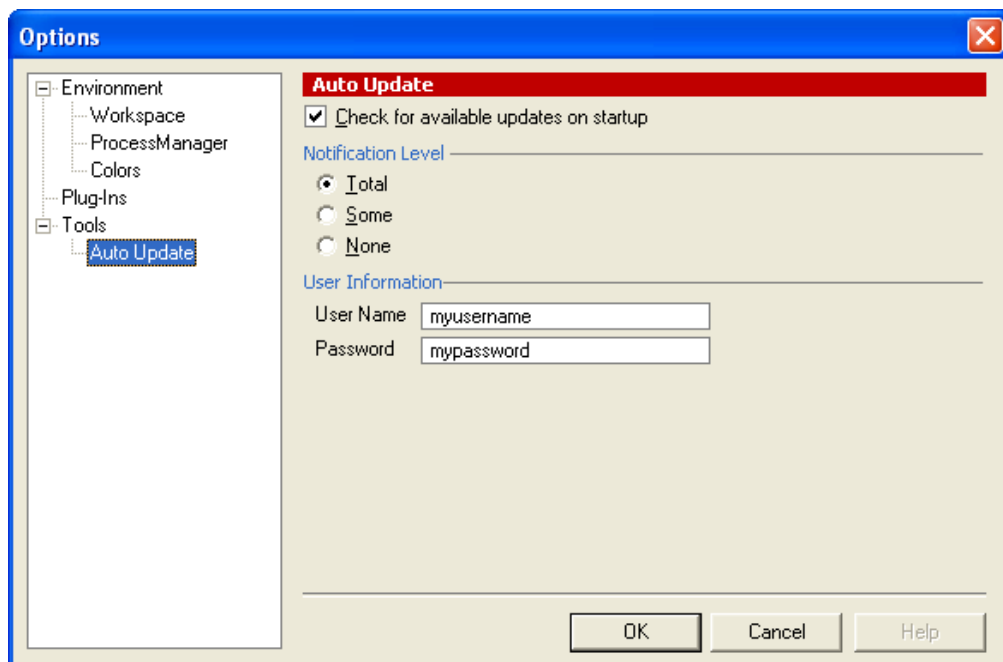 Options
Environment
Workspace
ProcessManager
Colors
Plug-Ins
Tools
Auto Update
Auto Update
Check for available updates on startup
Notification Level
Total
Some
None
User Information
User Name myusername
Password mypassword
OK Cancel Help